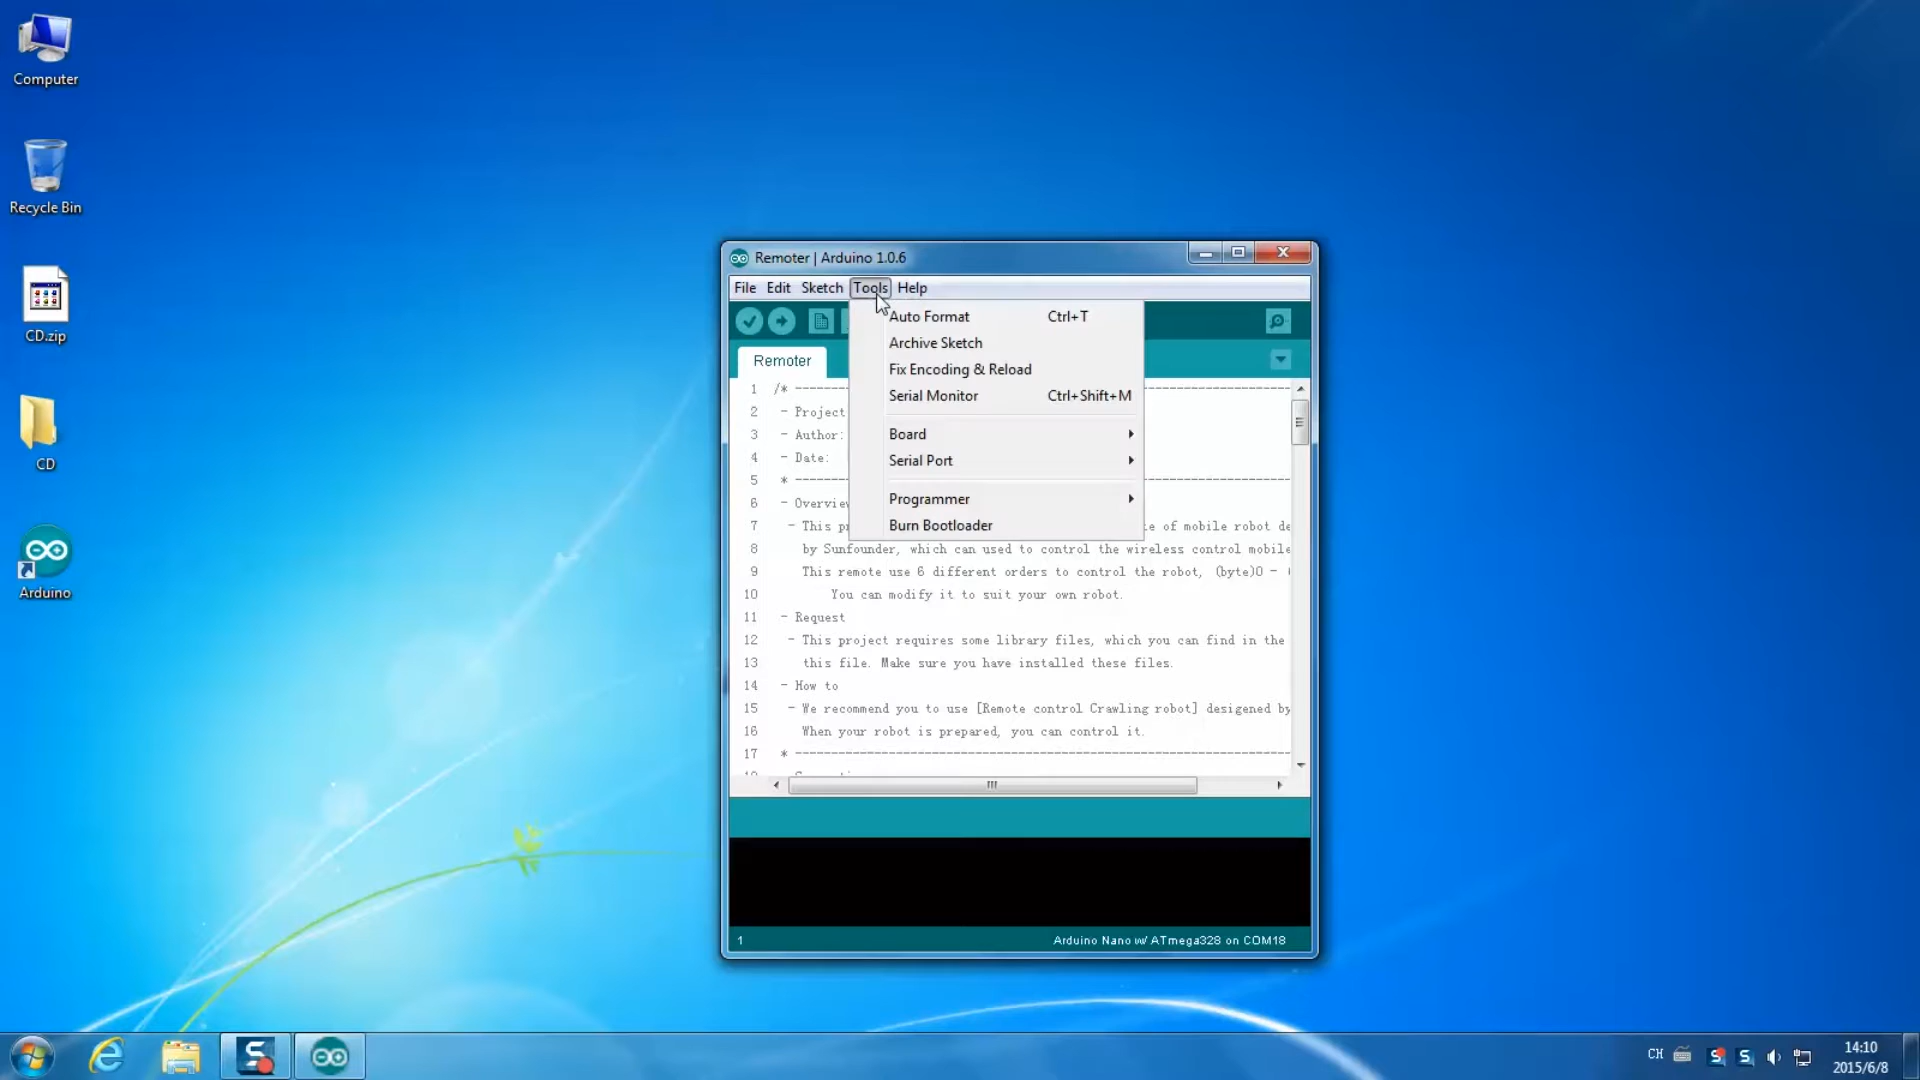 Computer
Recycle Bin
CD.zip
CD
Arduino
Remoter | Arduino 1.0.6
File Edit Sketch Tools Help
Auto Format Ctrl+T
Archive Sketch
Fix Encoding & Reload
Serial Monitor Ctrl+Shift+M
Board
Serial Port
Programmer
Burn Bootloader
Remoter
1 /* ----
2 - Project
3 - Author:
4 - Date:
5 * ----
6 - Overview
7 - This of mobile robot de
8 by Sunfounder, which can used to control the wireless control mobile
9 This remote use 6 different orders to control the robot, (byte)0 -
10 You can modify it to suit your own robot.
11 - Request
12 - This project requires some library files, which you can find in the
13 this file. Make sure you have installed these files.
14 - How to
15 - We recommend you to use [Remote control Crawling robot] desigened by
16 When your robot is prepared, you can control it.
17 * ----
1
Arduino Nano w/ ATmega328 on COM18
CH
14:10
2015/6/8